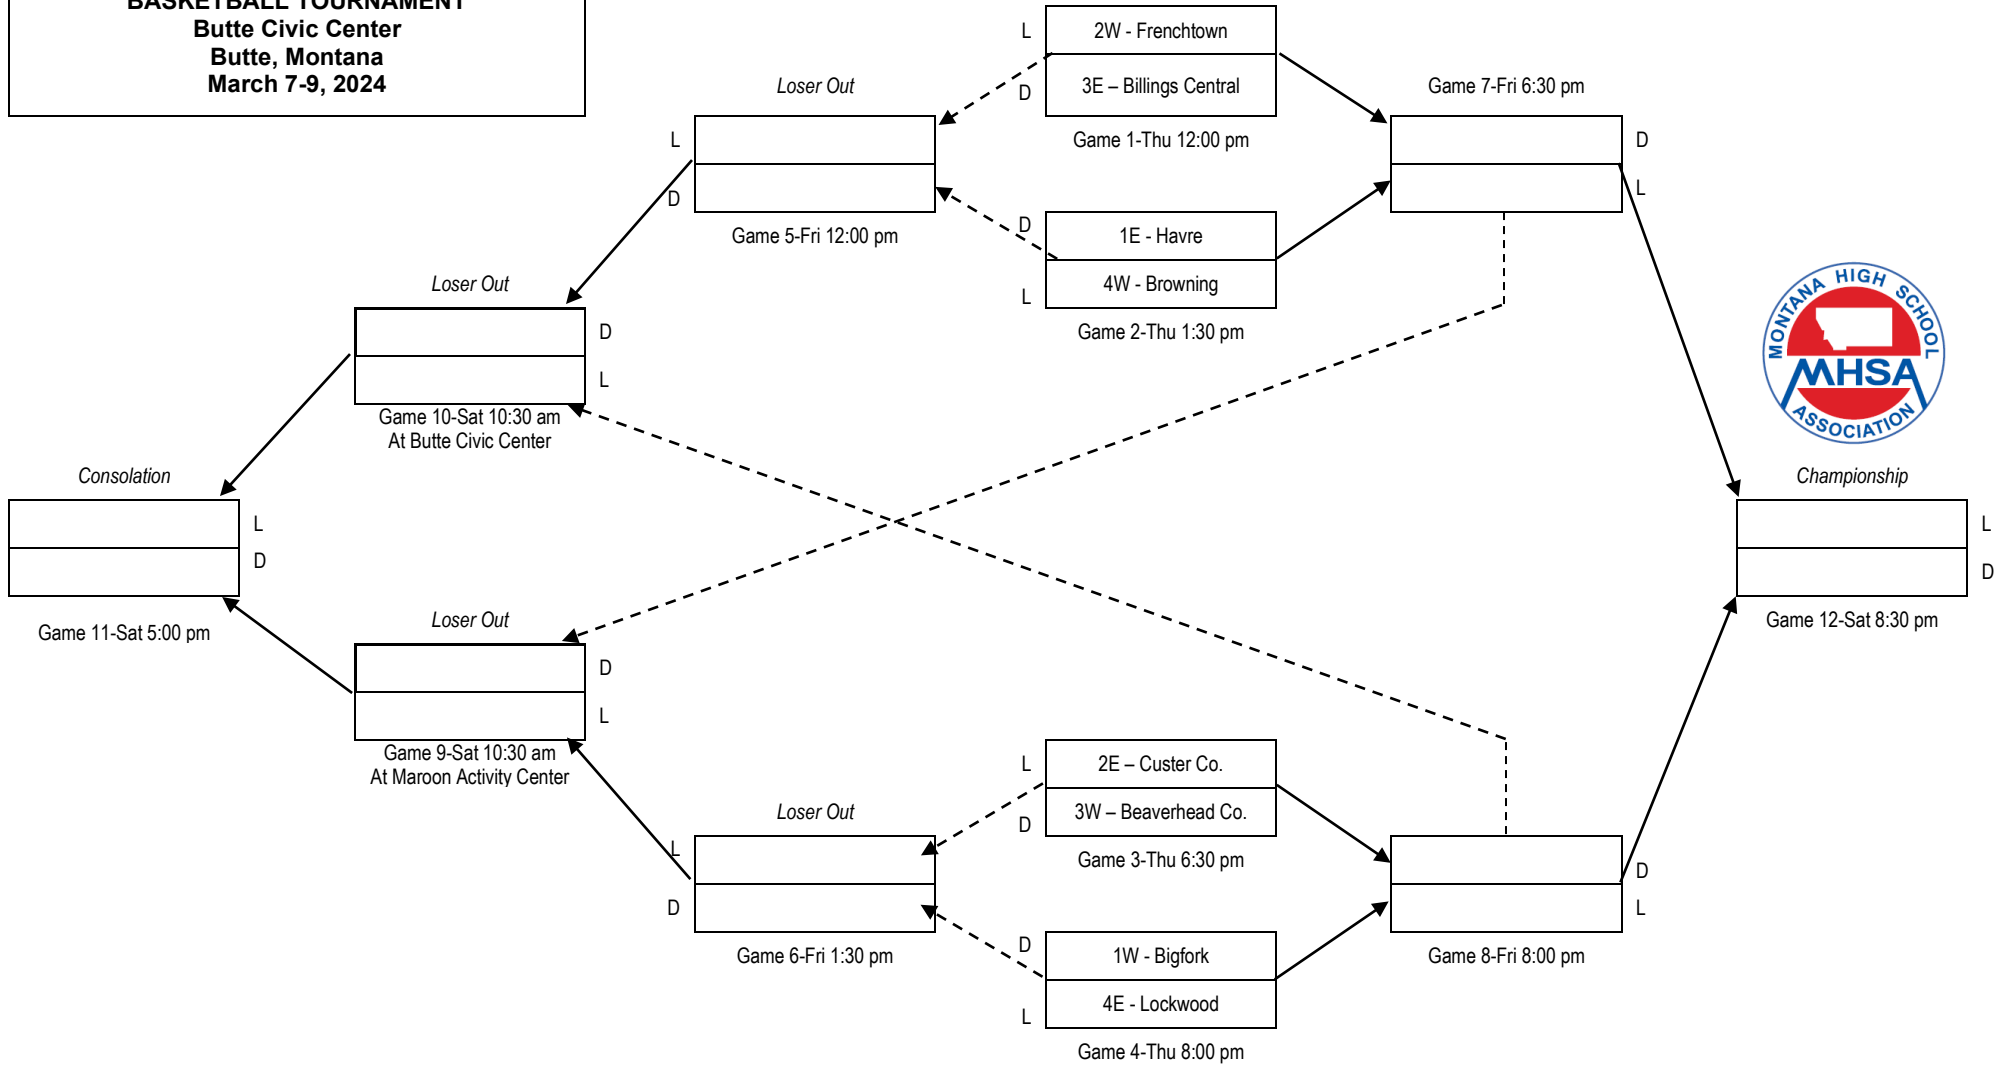 BASKETBALL TOURNAMENT
Butte Civic Center
Butte, Montana
March 7-9, 2024
L
2W - Frenchtown
D
3E – Billings Central
Game 1-Thu 12:00 pm
Loser Out
L
D
Game 5-Fri 12:00 pm
Game 7-Fri 6:30 pm
D
L
D
1E - Havre
L
4W - Browning
Game 2-Thu 1:30 pm
Loser Out
D
L
Game 10-Sat 10:30 am
At Butte Civic Center
MONTANA HIGH SCHOOL
MHSA
ASSOCIATION
Consolation
L
D
Game 11-Sat 5:00 pm
Championship
L
D
Game 12-Sat 8:30 pm
Loser Out
D
L
Game 9-Sat 10:30 am
At Maroon Activity Center
L
2E – Custer Co.
D
3W – Beaverhead Co.
Game 3-Thu 6:30 pm
Loser Out
L
D
Game 6-Fri 1:30 pm
D
L
Game 8-Fri 8:00 pm
D
1W - Bigfork
L
4E - Lockwood
Game 4-Thu 8:00 pm